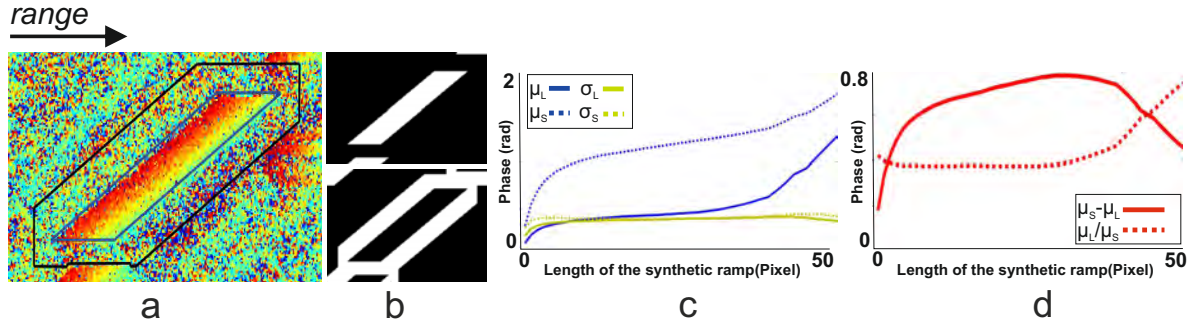 range
a
b
2
μL σL
μS σS
Phase (rad)
0
0
50
Length of the synthetic ramp(Pixel)
c
0.8
Phase (rad)
μS-μL
μL/μS
0
0
50
Length of the synthetic ramp(Pixel)
d